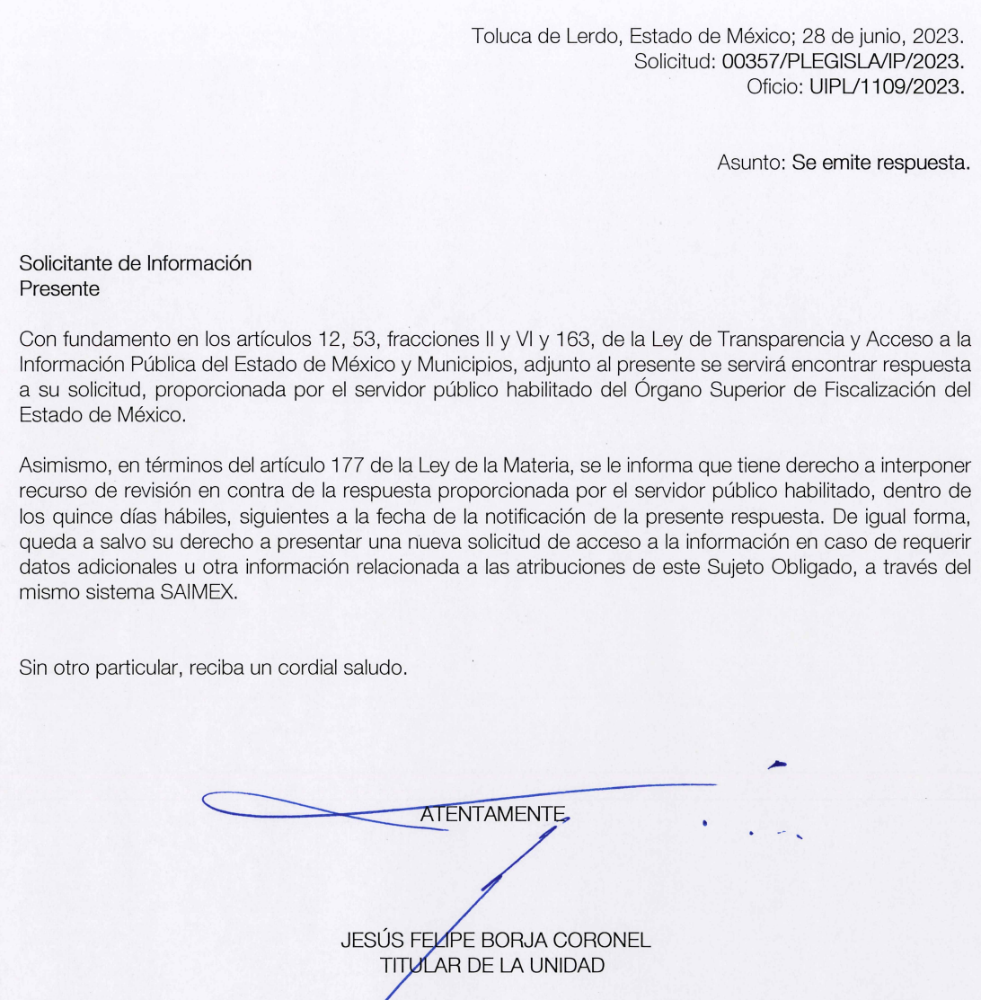 Toluca de Lerdo, Estado de México; 28 de junio, 2023.
Solicitud: 00357/PLEGISLA/IP/2023.
Oficio: UIPL/1109/2023.
Asunto: Se emite respuesta.
Solicitante de Información
Presente
Con fundamento en los artículos 12, 53, fracciones II y VI y 163, de la Ley de Transparencia y Acceso a la
Información Pública del Estado de México y Municipios, adjunto al presente se servirá encontrar respuesta
a su solicitud, proporcionada por el servidor público habilitado del Órgano Superior de Fiscalización del
Estado de México.
Asimismo, en términos del artículo 177 de la Ley de la Materia, se le informa que tiene derecho a interponer
recurso de revisión en contra de la respuesta proporcionada por el servidor público habilitado, dentro de
los quince días hábiles, siguientes a la fecha de la notificación de la presente respuesta. De igual forma,
queda a salvo su derecho a presentar una nueva solicitud de acceso a la información en caso de requerir
datos adicionales u otra información relacionada a las atribuciones de este Sujeto Obligado, a través del
mismo sistema SAIMEX.
Sin otro particular, reciba un cordial saludo.
ATENTAMENTE
JESÚS FELIPE BORJA CORONEL
TITULAR DE LA UNIDAD